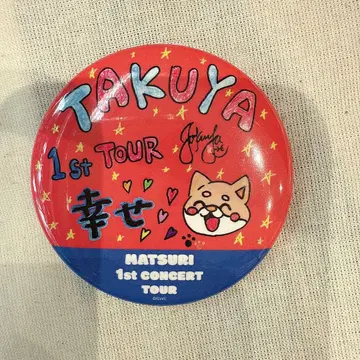 TAKUYA
1st TOUR
幸せ
MATSURI
1st CONCERT
TOUR